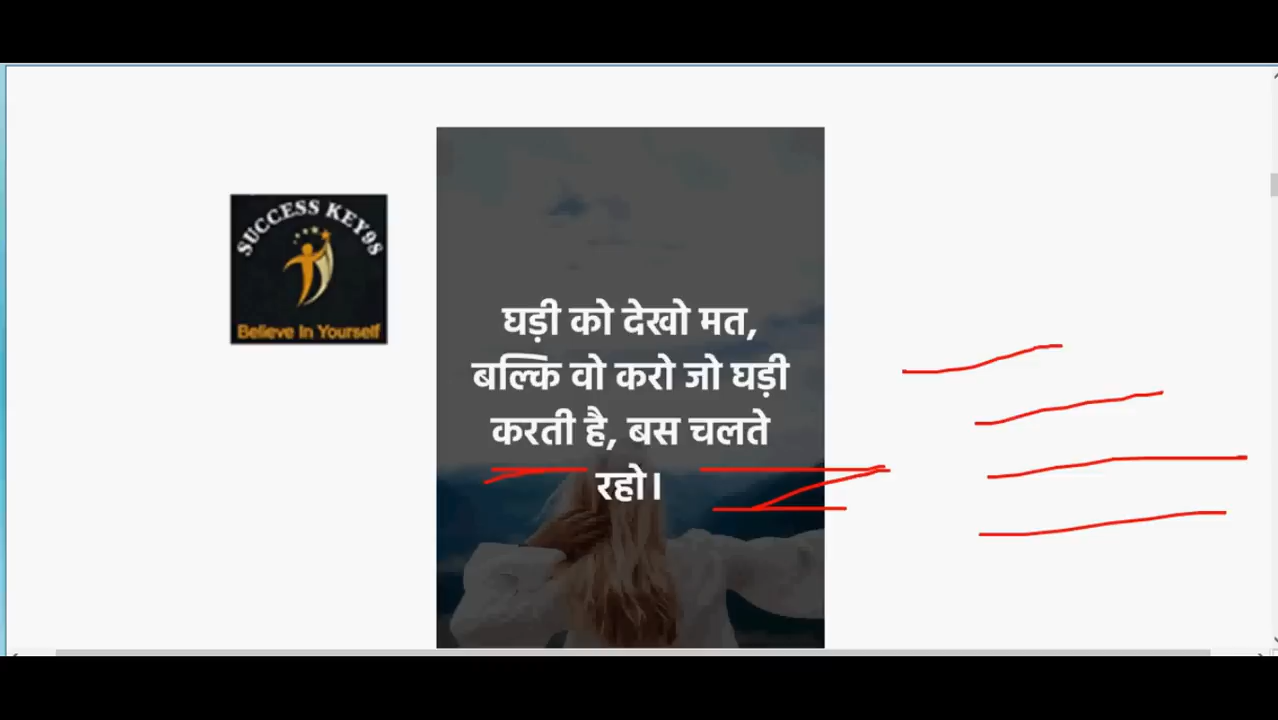 SUCCESS KEY98
Believe In Yourself
घड़ी को देखो मत,
बल्कि वो करो जो घड़ी
करती है, बस चलते
रहो।